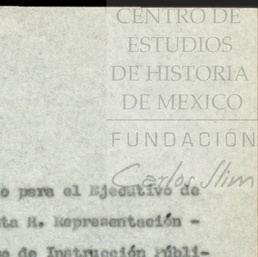 CENTRO DE
ESTUDIOS
DE HISTORIA
DE MEXICO
FUNDACIÓN
Carlos Slim
o para el Ejecutivo de
ta H. Representación -
e de Instrucción Públi-